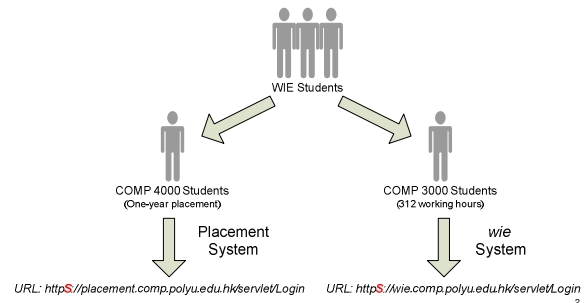 WIE Students
COMP 4000 Students
(One-year placement)
COMP 3000 Students
(312 working hours)
Placement
System
wie
System
URL: httpS://placement.comp.polyu.edu.hk/servlet/Login
URL: httpS://wie.comp.polyu.edu.hk/servlet/Login